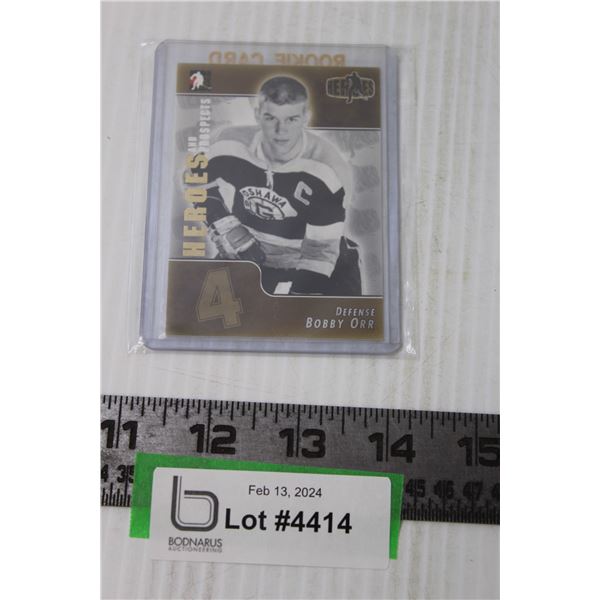 ROOKIE CARD
HEROES
HEROES
AND
PROSPECTS
OSHAWA
G
C
4
DEFENSE
BOBBY ORR
11 12 13 14 15
Feb 13, 2024
Lot #4414
b
BODNARUS
AUCTIONEERING